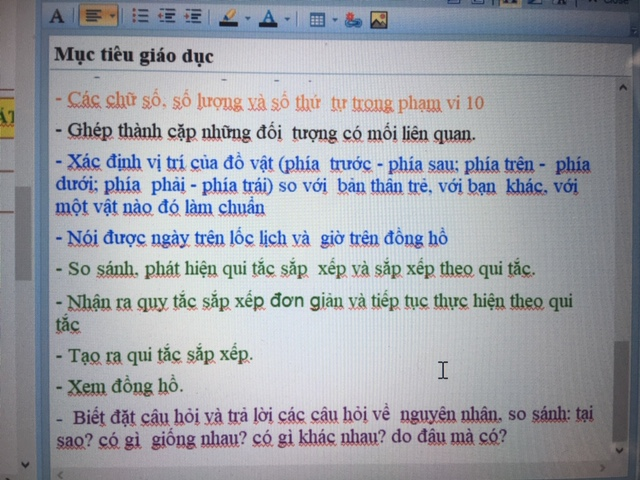 Mục tiêu giáo dục
- Các chữ số, số lượng và số thứ tự trong phạm vi 10
- Ghép thành cặp những đối tượng có mối liên quan.
- Xác định vị trí của đồ vật (phía trước - phía sau; phía trên - phía
dưới; phía phải - phía trái) so với bản thân trẻ, với bạn khác, với
một vật nào đó làm chuẩn
- Nói được ngày trên lốc lịch và giờ trên đồng hồ
- So sánh, phát hiện qui tắc sắp xếp và sắp xếp theo qui tắc.
- Nhận ra quy tắc sắp xếp đơn giản và tiếp tục thực hiện theo qui
tắc
- Tạo ra qui tắc sắp xếp.
- Xem đồng hồ.
- Biết đặt câu hỏi và trả lời các câu hỏi về nguyên nhân, so sánh: tại
sao? có gì giống nhau? có gì khác nhau? do đâu mà có?